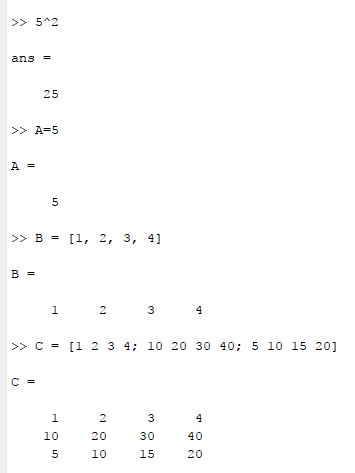 >> 5^2
ans =
25
>> A=5
A =
5
>> B = [1, 2, 3, 4]
B =
1 2 3 4
>> C = [1 2 3 4; 10 20 30 40; 5 10 15 20]
C =
1 2 3 4
10 20 30 40
5 10 15 20